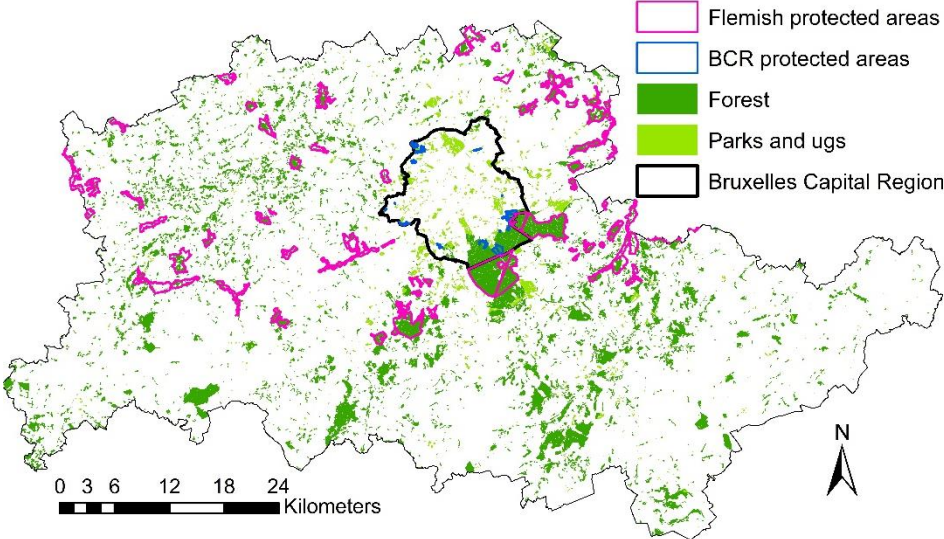 Flemish protected areas
BCR protected areas
Forest
Parks and ugs
Bruxelles Capital Region
N
0 3 6 12 18 24
Kilometers